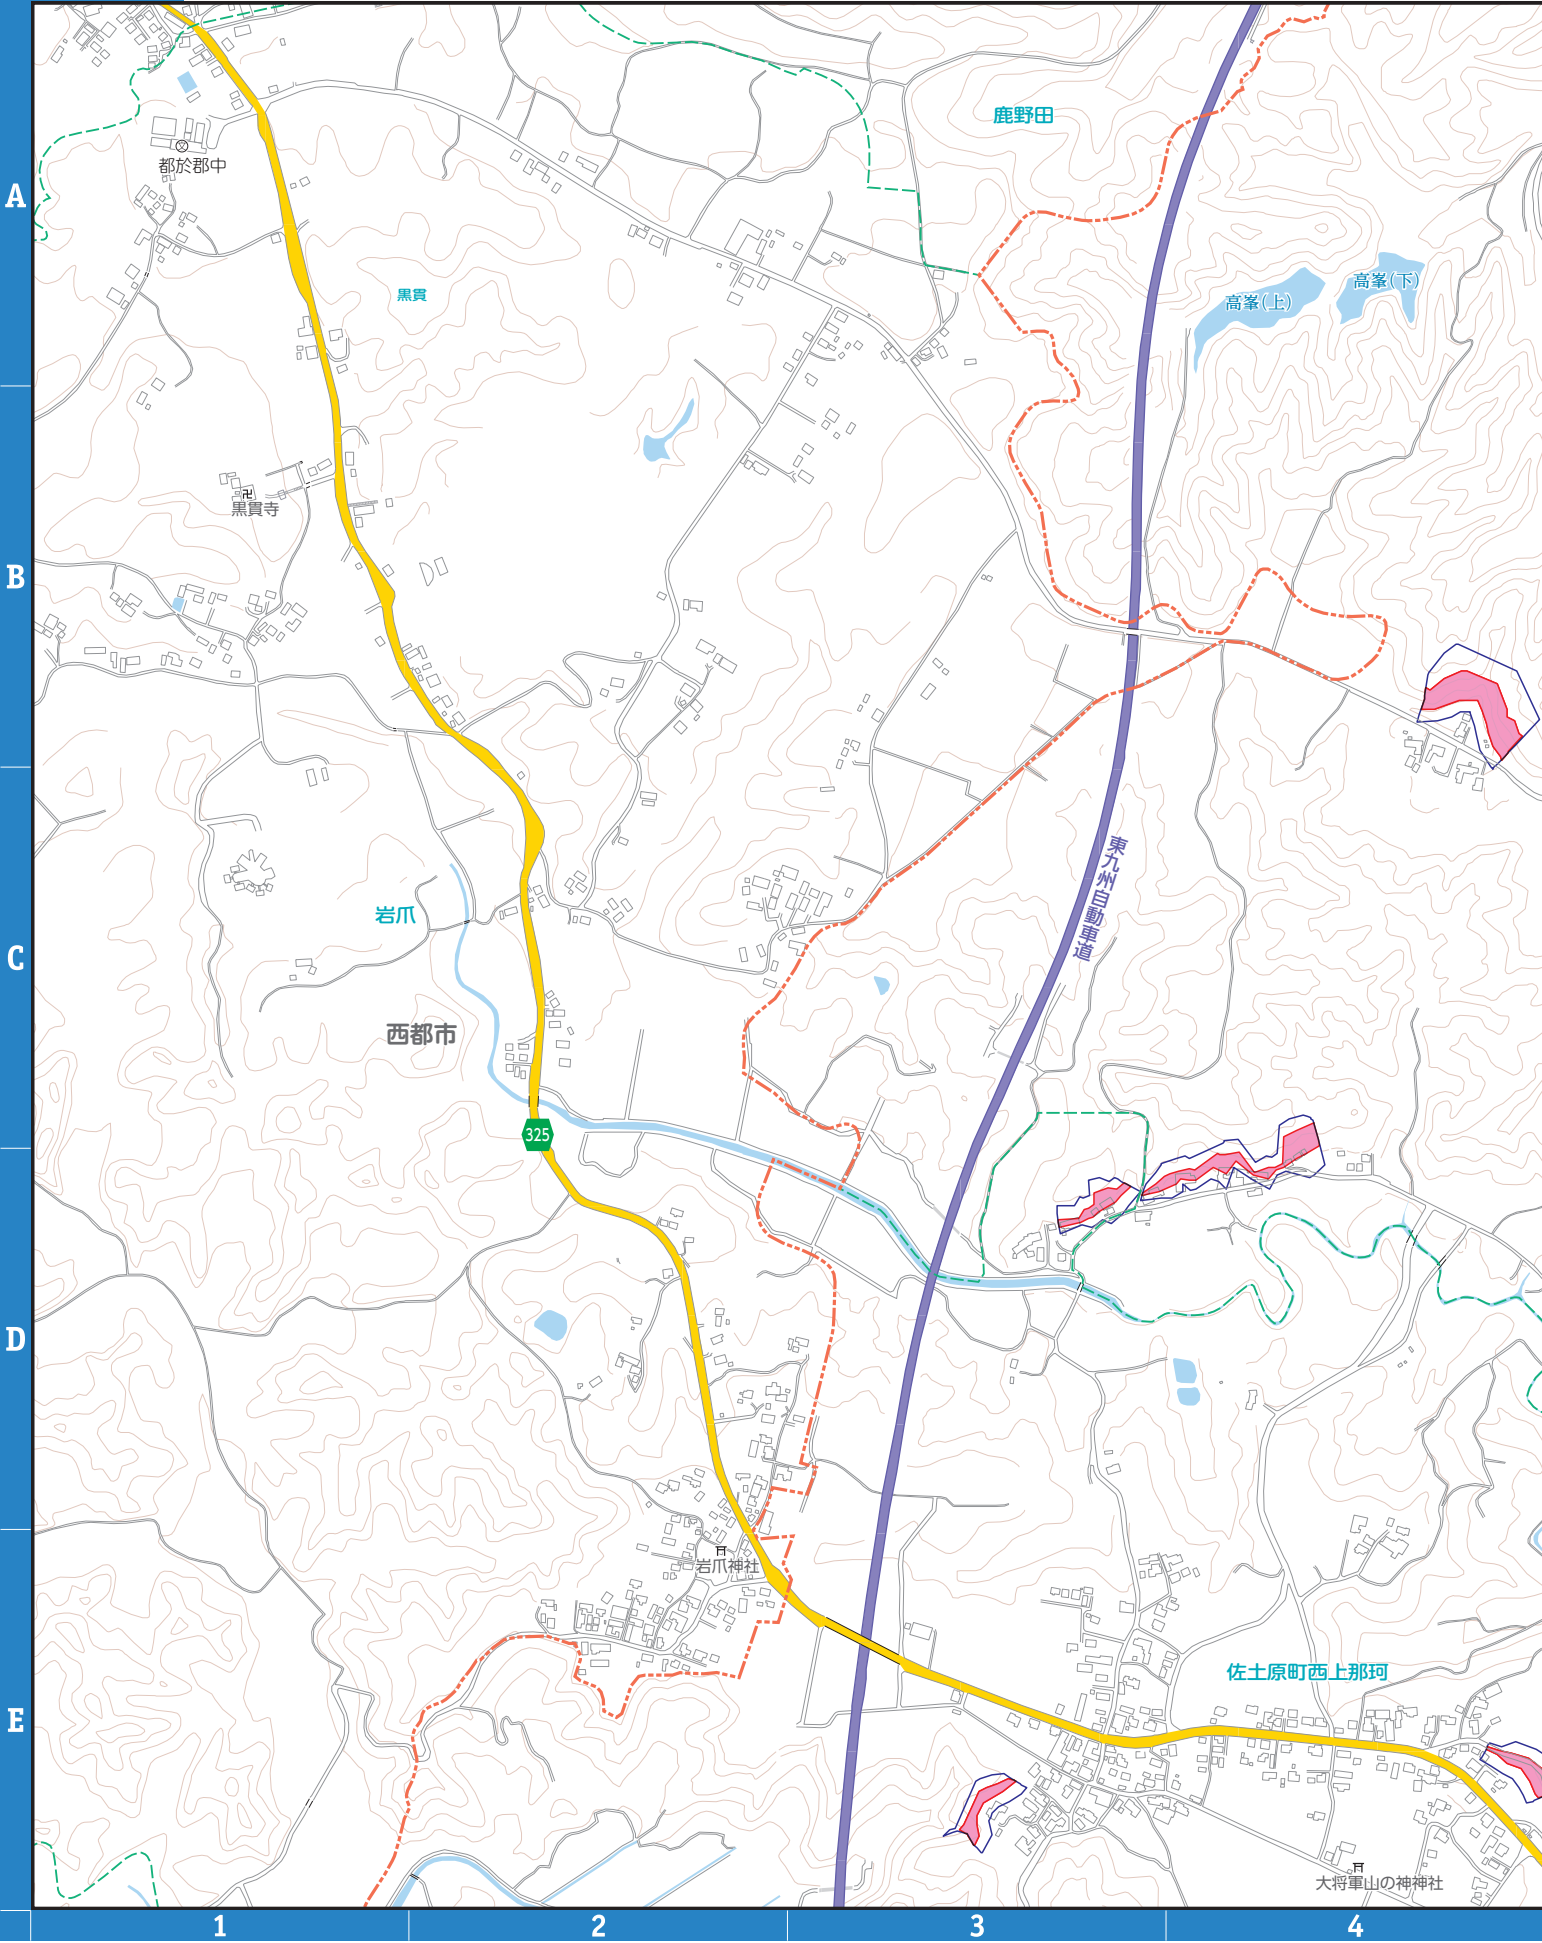 鹿野田
都於郡中
A
高峯(下)
高峯(上)
黒貫
黒貫寺
B
東九州自動車道
岩爪
C
西都市
325
D
岩爪神社
佐土原町西上那珂
E
大将軍山の神神社
1
2
3
4